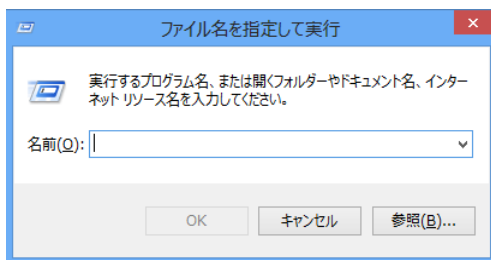 ファイル名を指定して実行
実行するプログラム名、または開くフォルダーやドキュメント名、インター
ネット リソース名を入力してください。
名前(O):
OK キャンセル 参照(B)...